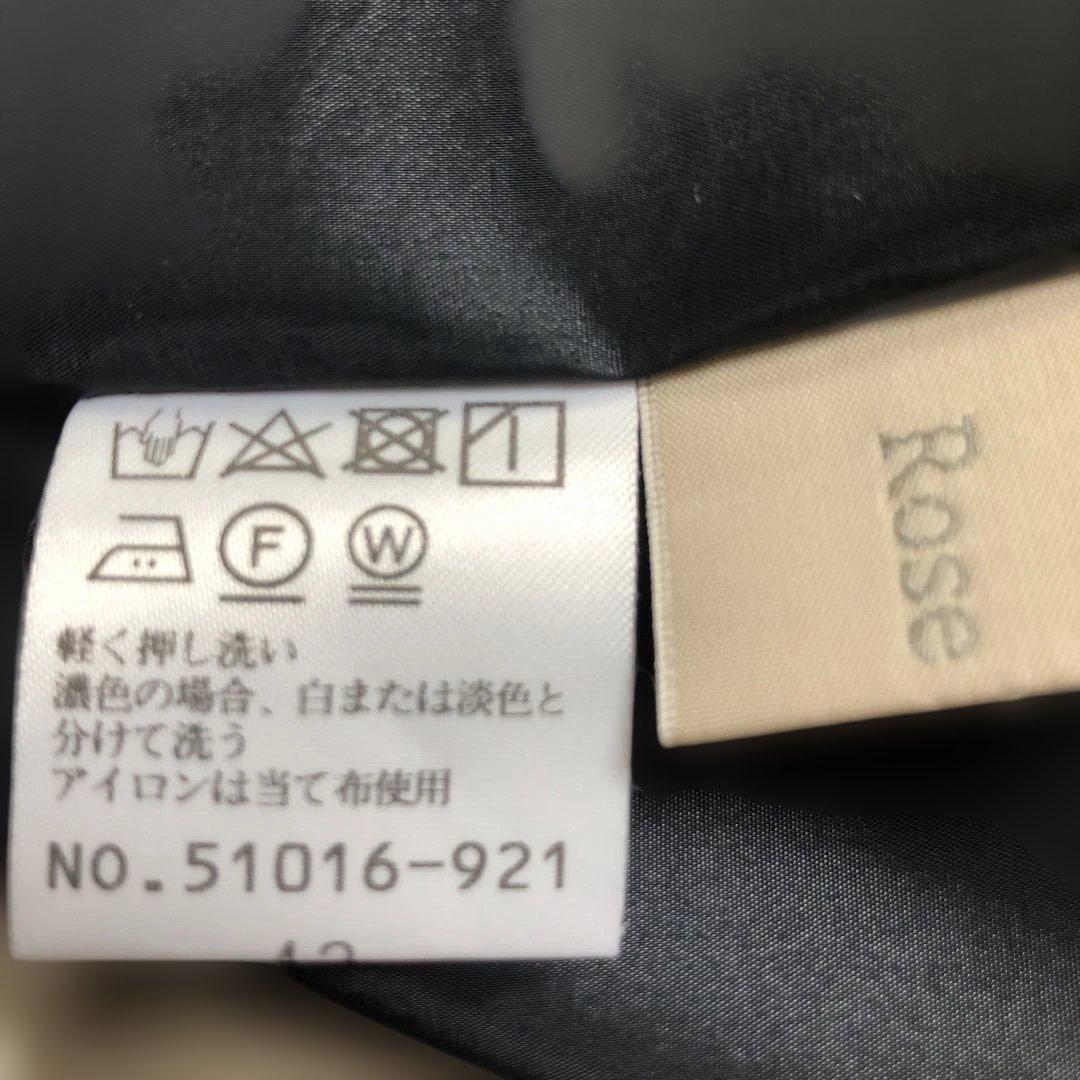 F W
軽く押し洗い
濃色の場合、白または淡色と
分けて洗う
アイロンは当て布使用
NO.51016-921
Rose